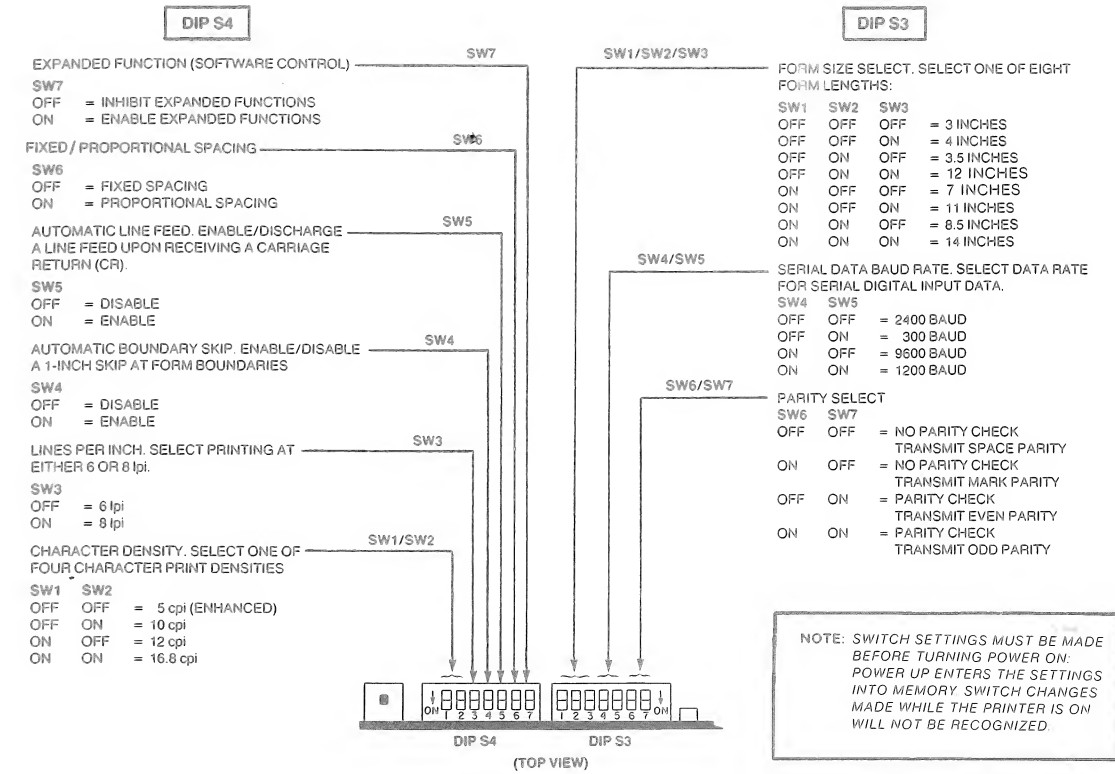 DIP S4
EXPANDED FUNCTION (SOFTWARE CONTROL)
SW7
SW7
OFF = INHIBIT EXPANDED FUNCTIONS
ON = ENABLE EXPANDED FUNCTIONS
FIXED / PROPORTIONAL SPACING
SW6
SW6
OFF = FIXED SPACING
ON = PROPORTIONAL SPACING
AUTOMATIC LINE FEED. ENABLE/DISCHARGE
A LINE FEED UPON RECEIVING A CARRIAGE
RETURN (CR).
SW5
SW5
OFF = DISABLE
ON = ENABLE
AUTOMATIC BOUNDARY SKIP. ENABLE/DISABLE
A 1-INCH SKIP AT FORM BOUNDARIES
SW4
SW4
OFF = DISABLE
ON = ENABLE
LINES PER INCH. SELECT PRINTING AT
EITHER 6 OR 8 lpi.
SW3
SW3
OFF = 6 lpi
ON = 8 lpi
CHARACTER DENSITY. SELECT ONE OF
FOUR CHARACTER PRINT DENSITIES
SW1/SW2
SW1 SW2
OFF OFF = 5 cpi (ENHANCED)
OFF ON = 10 cpi
ON OFF = 12 cpi
ON ON = 16.8 cpi
DIP S3
SW1/SW2/SW3
FORM SIZE SELECT. SELECT ONE OF EIGHT
FORM LENGTHS:
SW1 SW2 SW3
OFF OFF OFF = 3 INCHES
OFF OFF ON = 4 INCHES
OFF ON OFF = 3.5 INCHES
OFF ON ON = 12 INCHES
ON OFF OFF = 7 INCHES
ON OFF ON = 11 INCHES
ON ON OFF = 8.5 INCHES
ON ON ON = 14 INCHES
SW4/SW5
SERIAL DATA BAUD RATE. SELECT DATA RATE
FOR SERIAL DIGITAL INPUT DATA.
SW4 SW5
OFF OFF = 2400 BAUD
OFF ON = 300 BAUD
ON OFF = 9600 BAUD
ON ON = 1200 BAUD
SW6/SW7
PARITY SELECT
SW6 SW7
OFF OFF = NO PARITY CHECK
TRANSMIT SPACE PARITY
ON OFF = NO PARITY CHECK
TRANSMIT MARK PARITY
OFF ON = PARITY CHECK
TRANSMIT EVEN PARITY
ON ON = PARITY CHECK
TRANSMIT ODD PARITY
NOTE: SWITCH SETTINGS MUST BE MADE
BEFORE TURNING POWER ON:
POWER UP ENTERS THE SETTINGS
INTO MEMORY. SWITCH CHANGES
MADE WHILE THE PRINTER IS ON
WILL NOT BE RECOGNIZED.
ON 1 2 3 4 5 6 7
1 2 3 4 5 6 7 ON
DIP S4
DIP S3
(TOP VIEW)